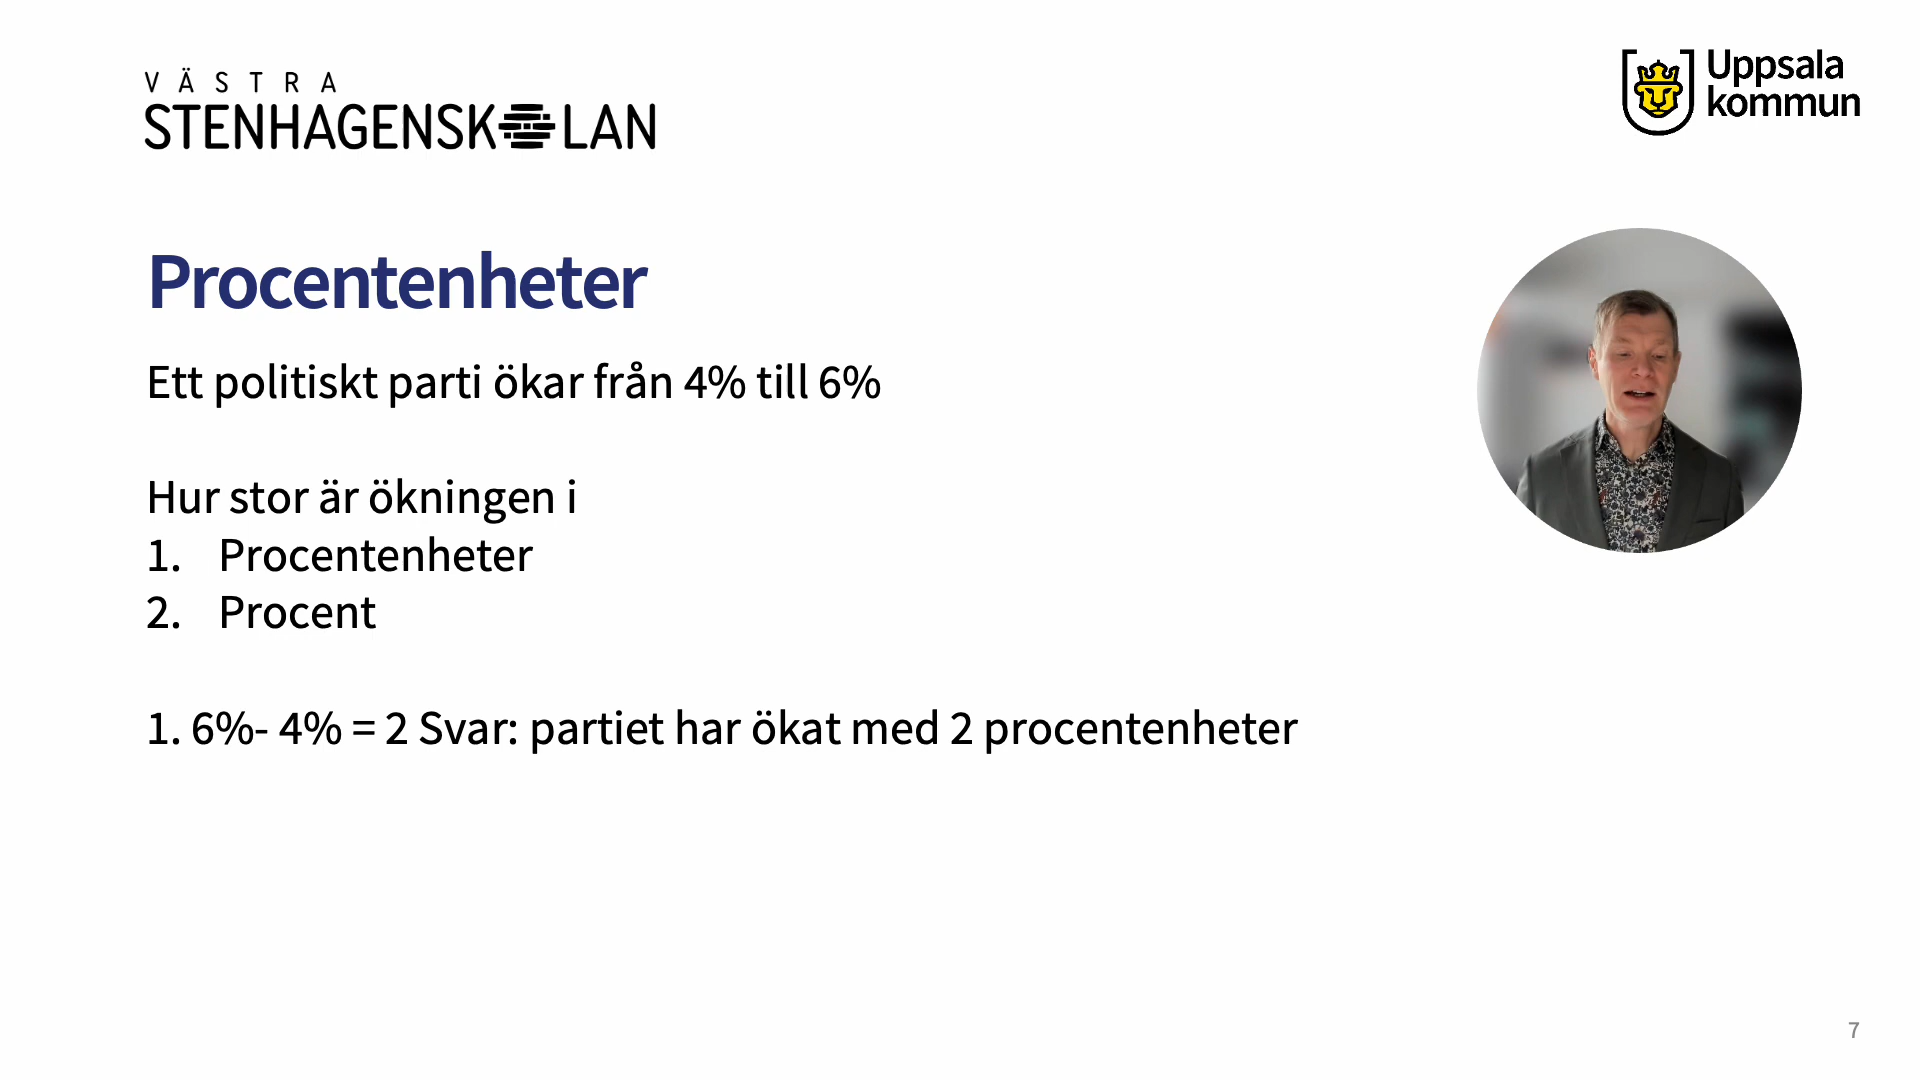 VÄSTRA
STENHAGENSKOLAN
Uppsala
kommun
Procentenheter
Ett politiskt parti ökar från 4% till 6%
Hur stor är ökningen i
1. Procentenheter
2. Procent
1. 6%- 4% = 2 Svar: partiet har ökat med 2 procentenheter
7